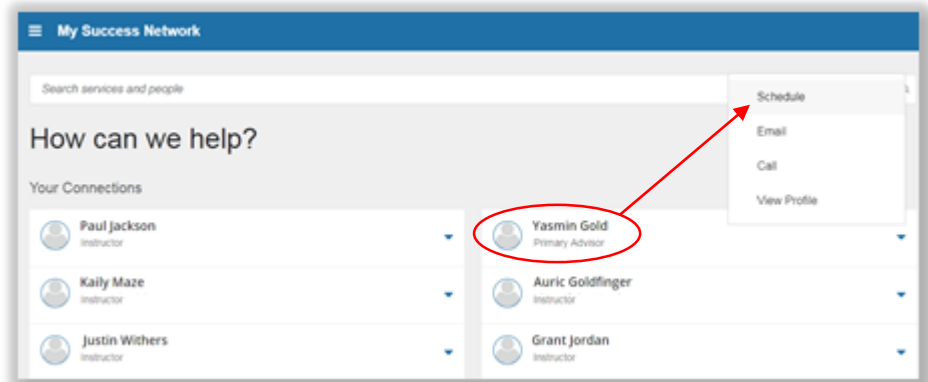 My Success Network
Search services and people
Schedule
How can we help?
Email
Call
Your Connections
View Profile
Paul Jackson
Instructor
Yasmin Gold
Primary Advisor
Kaily Maze
Instructor
Auric Goldfinger
Instructor
Justin Withers
Instructor
Grant Jordan
Instructor